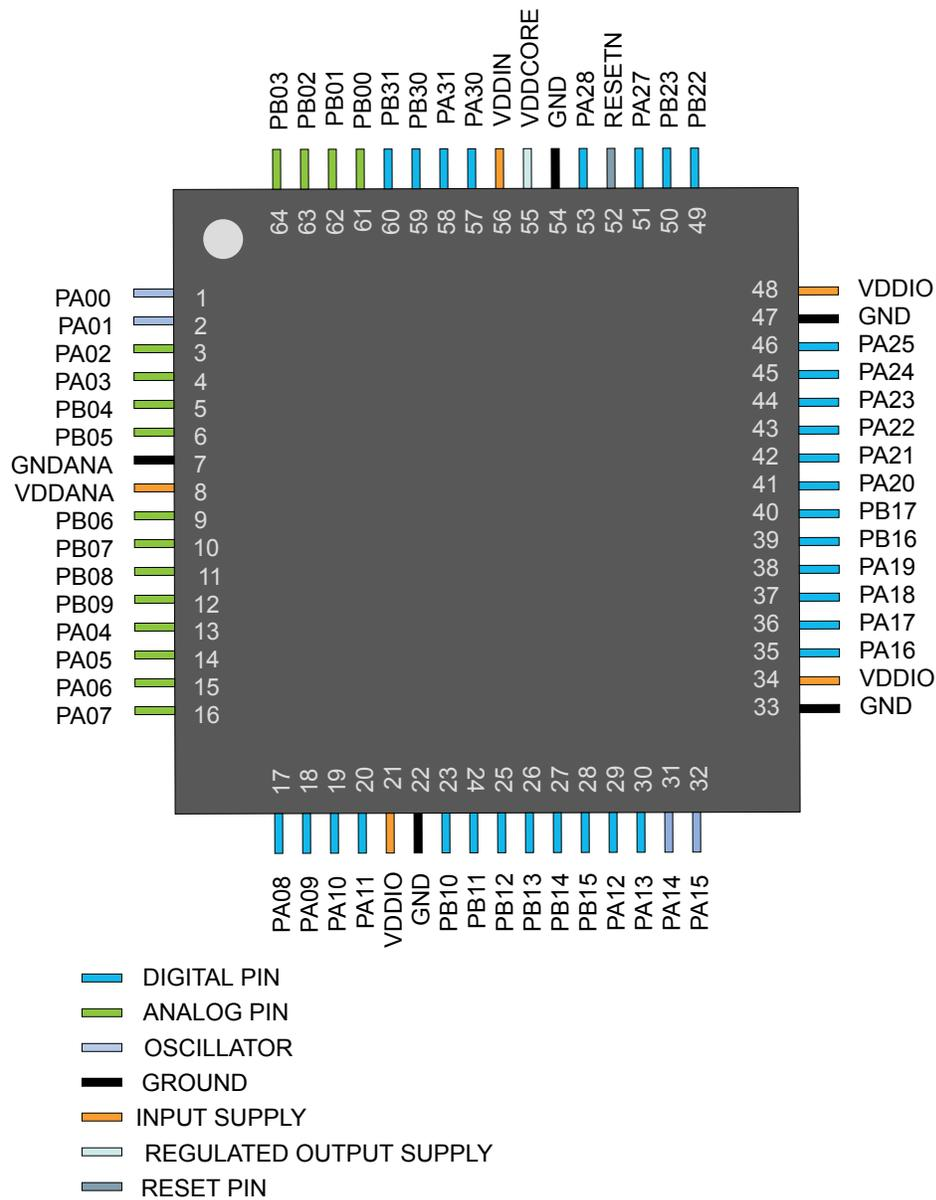 PB03
PB02
PB01
PB00
PB31
PB30
PA31
PA30
VDDIN
VDDCORE
GND
PA28
RESETN
PA27
PB23
PB22
64
63
62
61
60
59
58
57
56
55
54
53
52
51
50
49
PA00 1
PA01 2
PA02 3
PA03 4
PB04 5
PB05 6
GNDANA 7
VDDANA 8
PB06 9
PB07 10
PB08 11
PB09 12
PA04 13
PA05 14
PA06 15
PA07 16
48 VDDIO
47 GND
46 PA25
45 PA24
44 PA23
43 PA22
42 PA21
41 PA20
40 PB17
39 PB16
38 PA19
37 PA18
36 PA17
35 PA16
34 VDDIO
33 GND
17
18
19
20
21
22
23
24
25
26
27
28
29
30
31
32
PA08
PA09
PA10
PA11
VDDIO
GND
PB10
PB11
PB12
PB13
PB14
PB15
PA12
PA13
PA14
PA15
DIGITAL PIN
ANALOG PIN
OSCILLATOR
GROUND
INPUT SUPPLY
REGULATED OUTPUT SUPPLY
RESET PIN